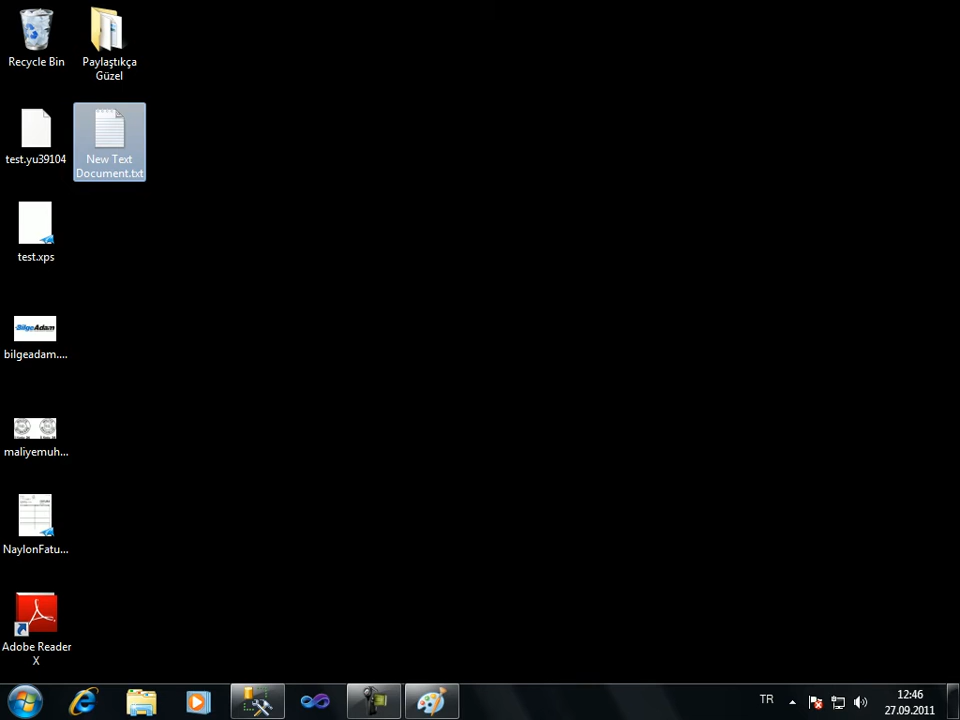 Recycle Bin
Paylaştıkça
Güzel
test.yu39104
New Text
Document.txt
test.xps
BilgeAdam
bilgeadam....
maliyemuh...
NaylonFatu...
Adobe Reader
X
TR
12:46
27.09.2011